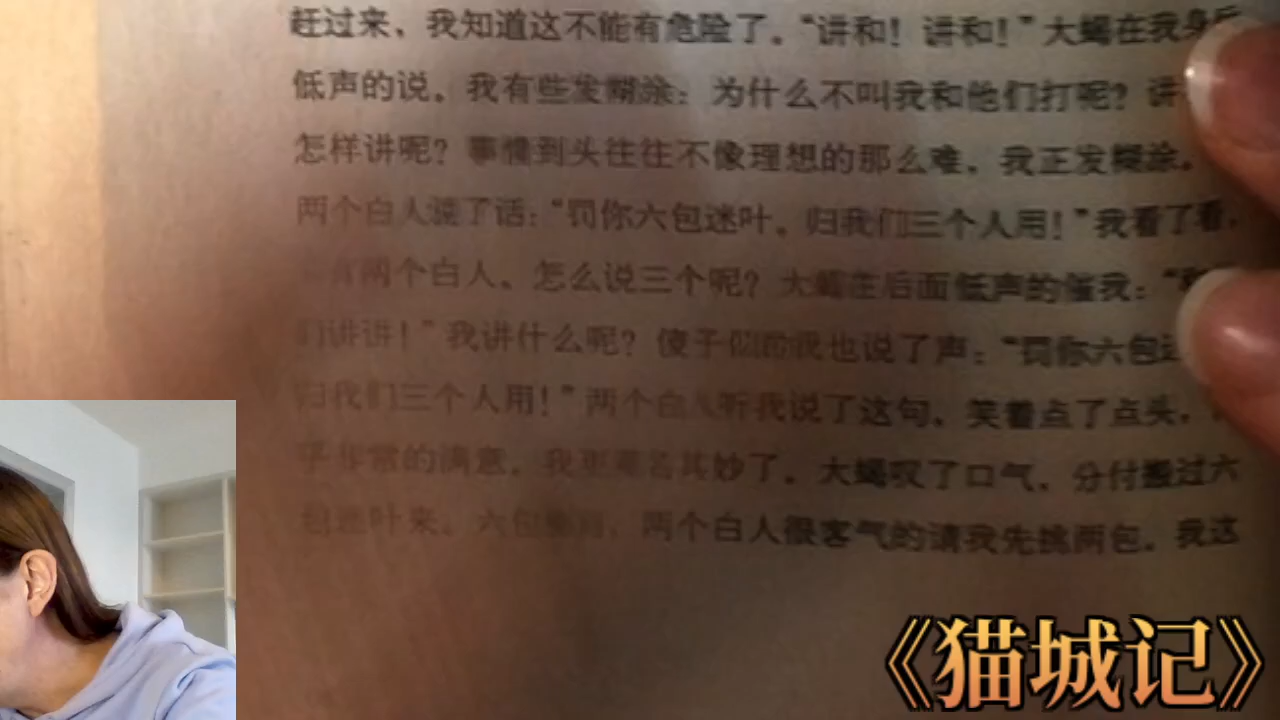 赶过来，我知道这不能有危险了。“讲和！讲和！”大蝎在我身后
低声的说。我有些发糊涂：为什么不叫我和他们打呢？讲
怎样讲呢？事情到头往往不像理想的那么难，我正发糊涂，
两个白人说了话：“罚你六包迷叶，归我们三个人用！”我看了看，
有两个白人。怎么说三个呢？大蝎在后面低声的催我：“
们讲讲！”我讲什么呢？傻子似的我也说了声：“罚你六包
归我们三个人用！”两个白人听我说了这句，笑着点了点头，
子非常的满意。我更莫名其妙了。大蝎叹了口气，分付搬过六
包迷叶来。六包 两个白人很客气的请我先挑两包。我这
《猫城记》